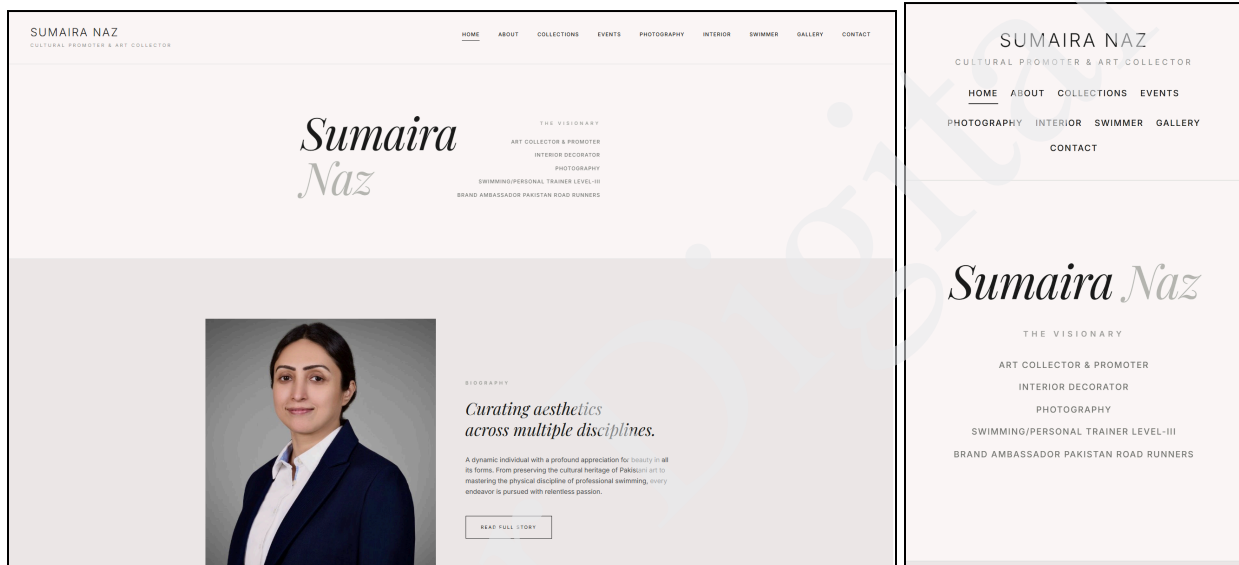 SUMAIRA NAZ
CULTURAL PROMOTER & ART COLLECTOR
HOME ABOUT COLLECTIONS EVENTS PHOTOGRAPHY INTERIOR SWIMMER GALLERY CONTACT
Sumaira
Naz
THE VISIONARY
ART COLLECTOR & PROMOTER
INTERIOR DECORATOR
PHOTOGRAPHY
SWIMMING/PERSONAL TRAINER LEVEL-III
BRAND AMBASSADOR PAKISTAN ROAD RUNNERS
BIOGRAPHY
Curating aesthetics
across multiple disciplines.
A dynamic individual with a profound appreciation for beauty in all
its forms. From preserving the cultural heritage of Pakistani art to
mastering the physical discipline of professional swimming, every
endeavor is pursued with relentless passion.
READ FULL STORY
SUMAIRA NAZ
CULTURAL PROMOTER & ART COLLECTOR
HOME ABOUT COLLECTIONS EVENTS
PHOTOGRAPHY INTERIOR SWIMMER GALLERY
CONTACT
Sumaira Naz
THE VISIONARY
ART COLLECTOR & PROMOTER
INTERIOR DECORATOR
PHOTOGRAPHY
SWIMMING/PERSONAL TRAINER LEVEL-III
BRAND AMBASSADOR PAKISTAN ROAD RUNNERS
igital